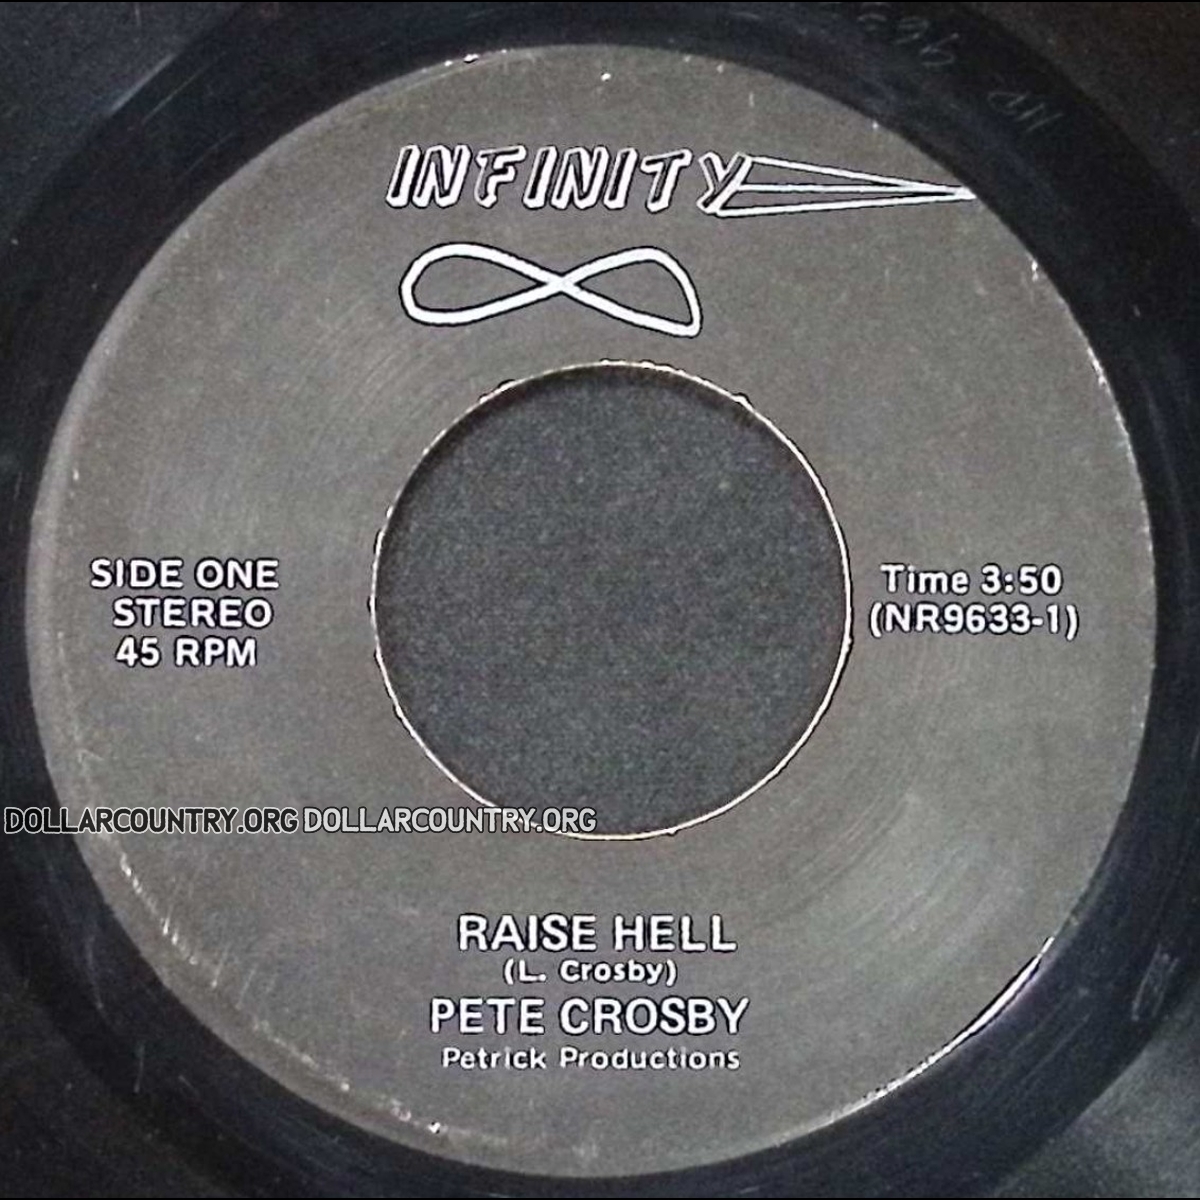 INFINITY
SIDE ONE
STEREO
45 RPM
Time 3:50
(NR9633-1)
DOLLARCOUNTRY.ORG DOLLARCOUNTRY.ORG
RAISE HELL
(L. Crosby)
PETE CROSBY
Petrick Productions